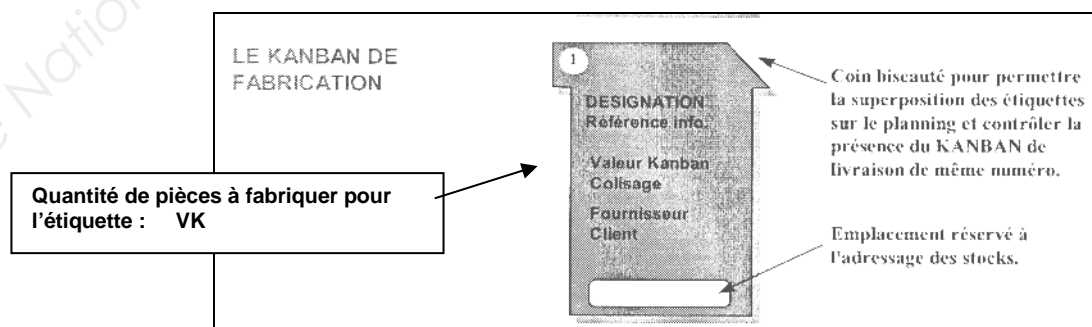 LE KANBAN DE
FABRICATION
1
DESIGNATION
Référence info.
Valeur Kanban
Colisage
Fournisseur
Client
Coin biseauté pour permettre
la superposition des étiquettes
sur le planning et contrôler la
présence du KANBAN de
livraison de même numéro.
Emplacement réservé à
l'adressage des stocks.
Quantité de pièces à fabriquer pour
l'étiquette : VK